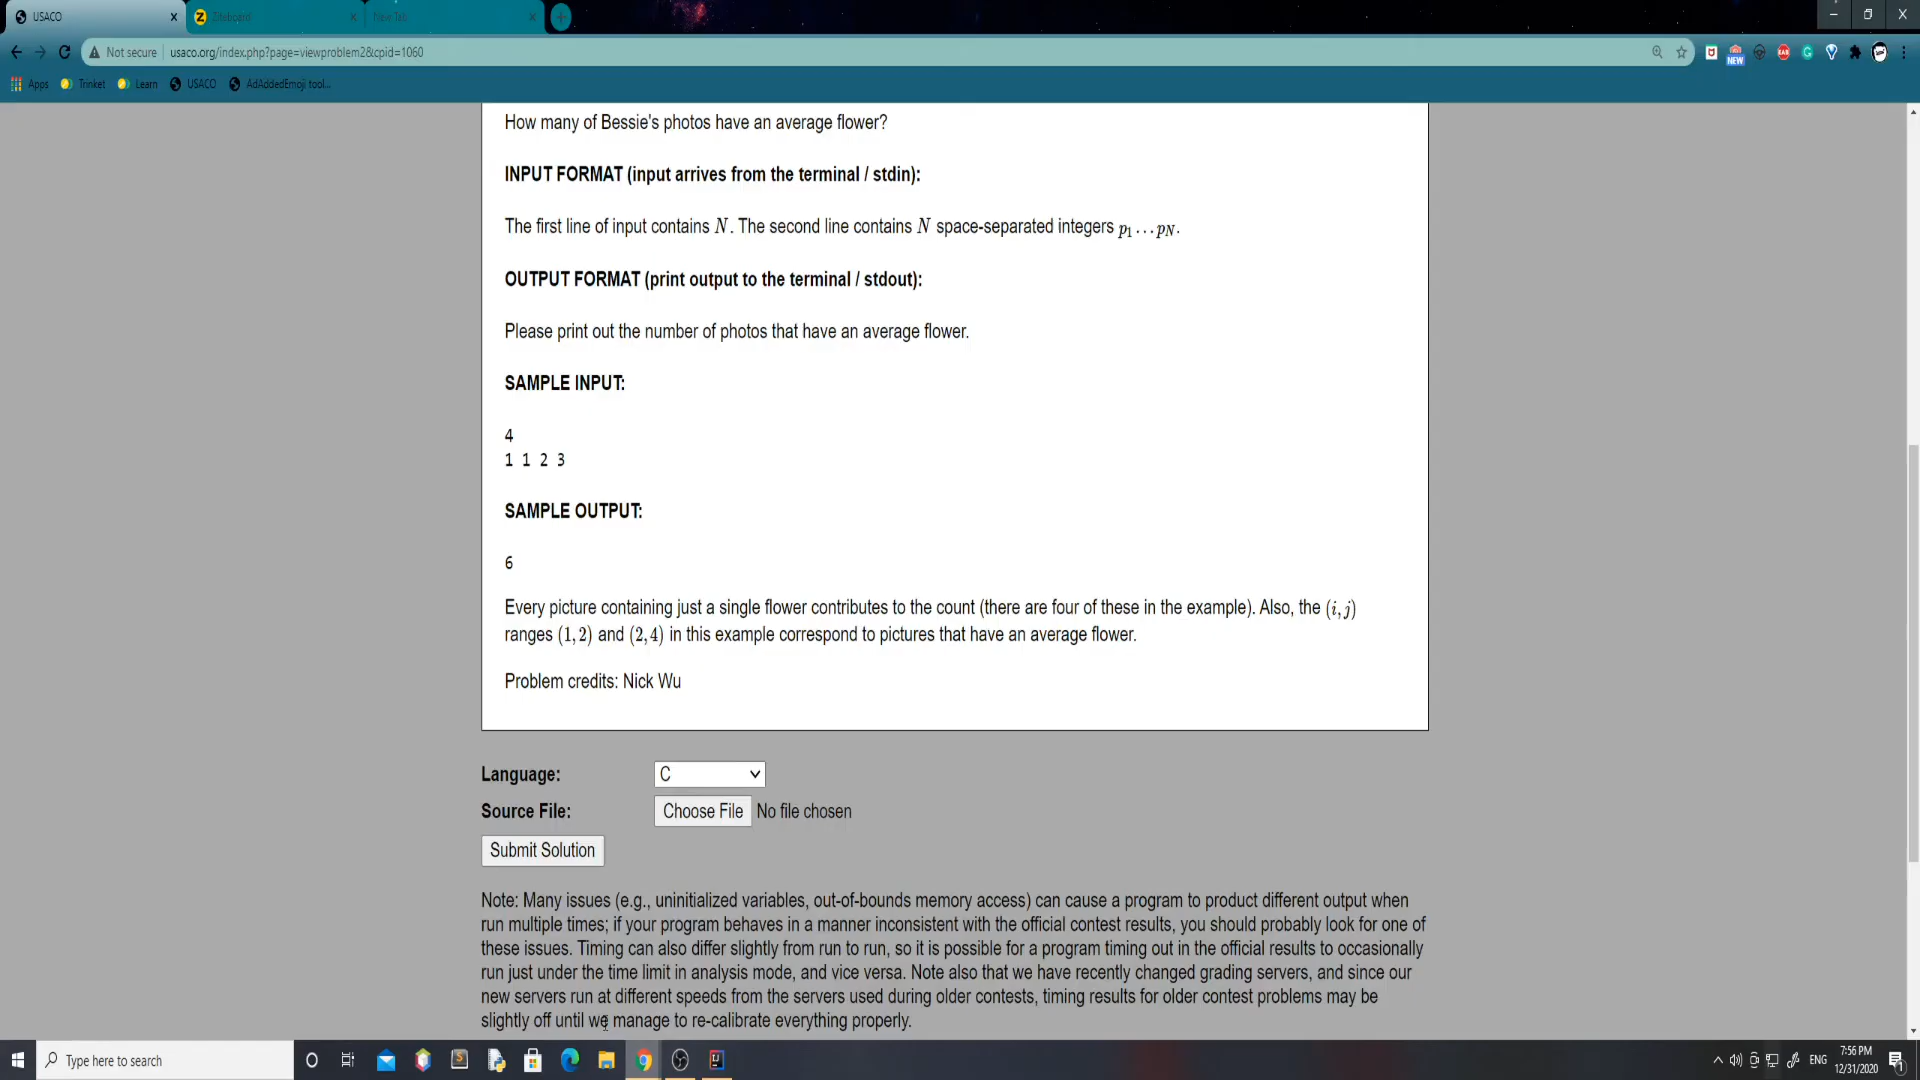 USACO
Ziteboard
New Tab
Not secure
usaco.org/index.php?page=viewproblem2&cpid=1060
NEW
Apps
Trinket
Learn
USACO
AdAddedEmoji tool...
How many of Bessie's photos have an average flower?
INPUT FORMAT (input arrives from the terminal / stdin):
The first line of input contains N. The second line contains N space-separated integers p₁ … pN.
OUTPUT FORMAT (print output to the terminal / stdout):
Please print out the number of photos that have an average flower.
SAMPLE INPUT:
4
1 1 2 3
SAMPLE OUTPUT:
6
Every picture containing just a single flower contributes to the count (there are four of these in the example). Also, the (i, j)
ranges (1, 2) and (2, 4) in this example correspond to pictures that have an average flower.
Problem credits: Nick Wu
Language:
C
Source File:
Choose File No file chosen
Submit Solution
Note: Many issues (e.g., uninitialized variables, out-of-bounds memory access) can cause a program to product different output when
run multiple times; if your program behaves in a manner inconsistent with the official contest results, you should probably look for one of
these issues. Timing can also differ slightly from run to run, so it is possible for a program timing out in the official results to occasionally
run just under the time limit in analysis mode, and vice versa. Note also that we have recently changed grading servers, and since our
new servers run at different speeds from the servers used during older contests, timing results for older contest problems may be
slightly off until we manage to re-calibrate everything properly.
Type here to search
ENG
7:56 PM
12/31/2020